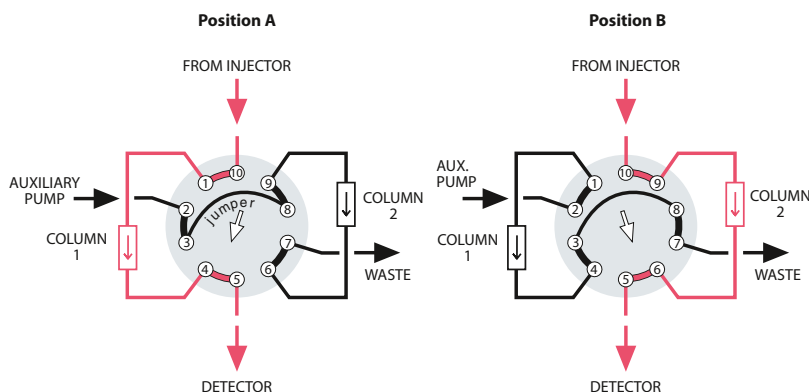 Position A
FROM INJECTOR
AUXILIARY
PUMP
COLUMN
1
COLUMN
2
jumper
1
10
9
2
8
3
7
4
5
6
WASTE
DETECTOR
Position B
FROM INJECTOR
AUX.
PUMP
COLUMN
1
COLUMN
2
10
1
9
2
8
3
7
4
5
6
WASTE
DETECTOR